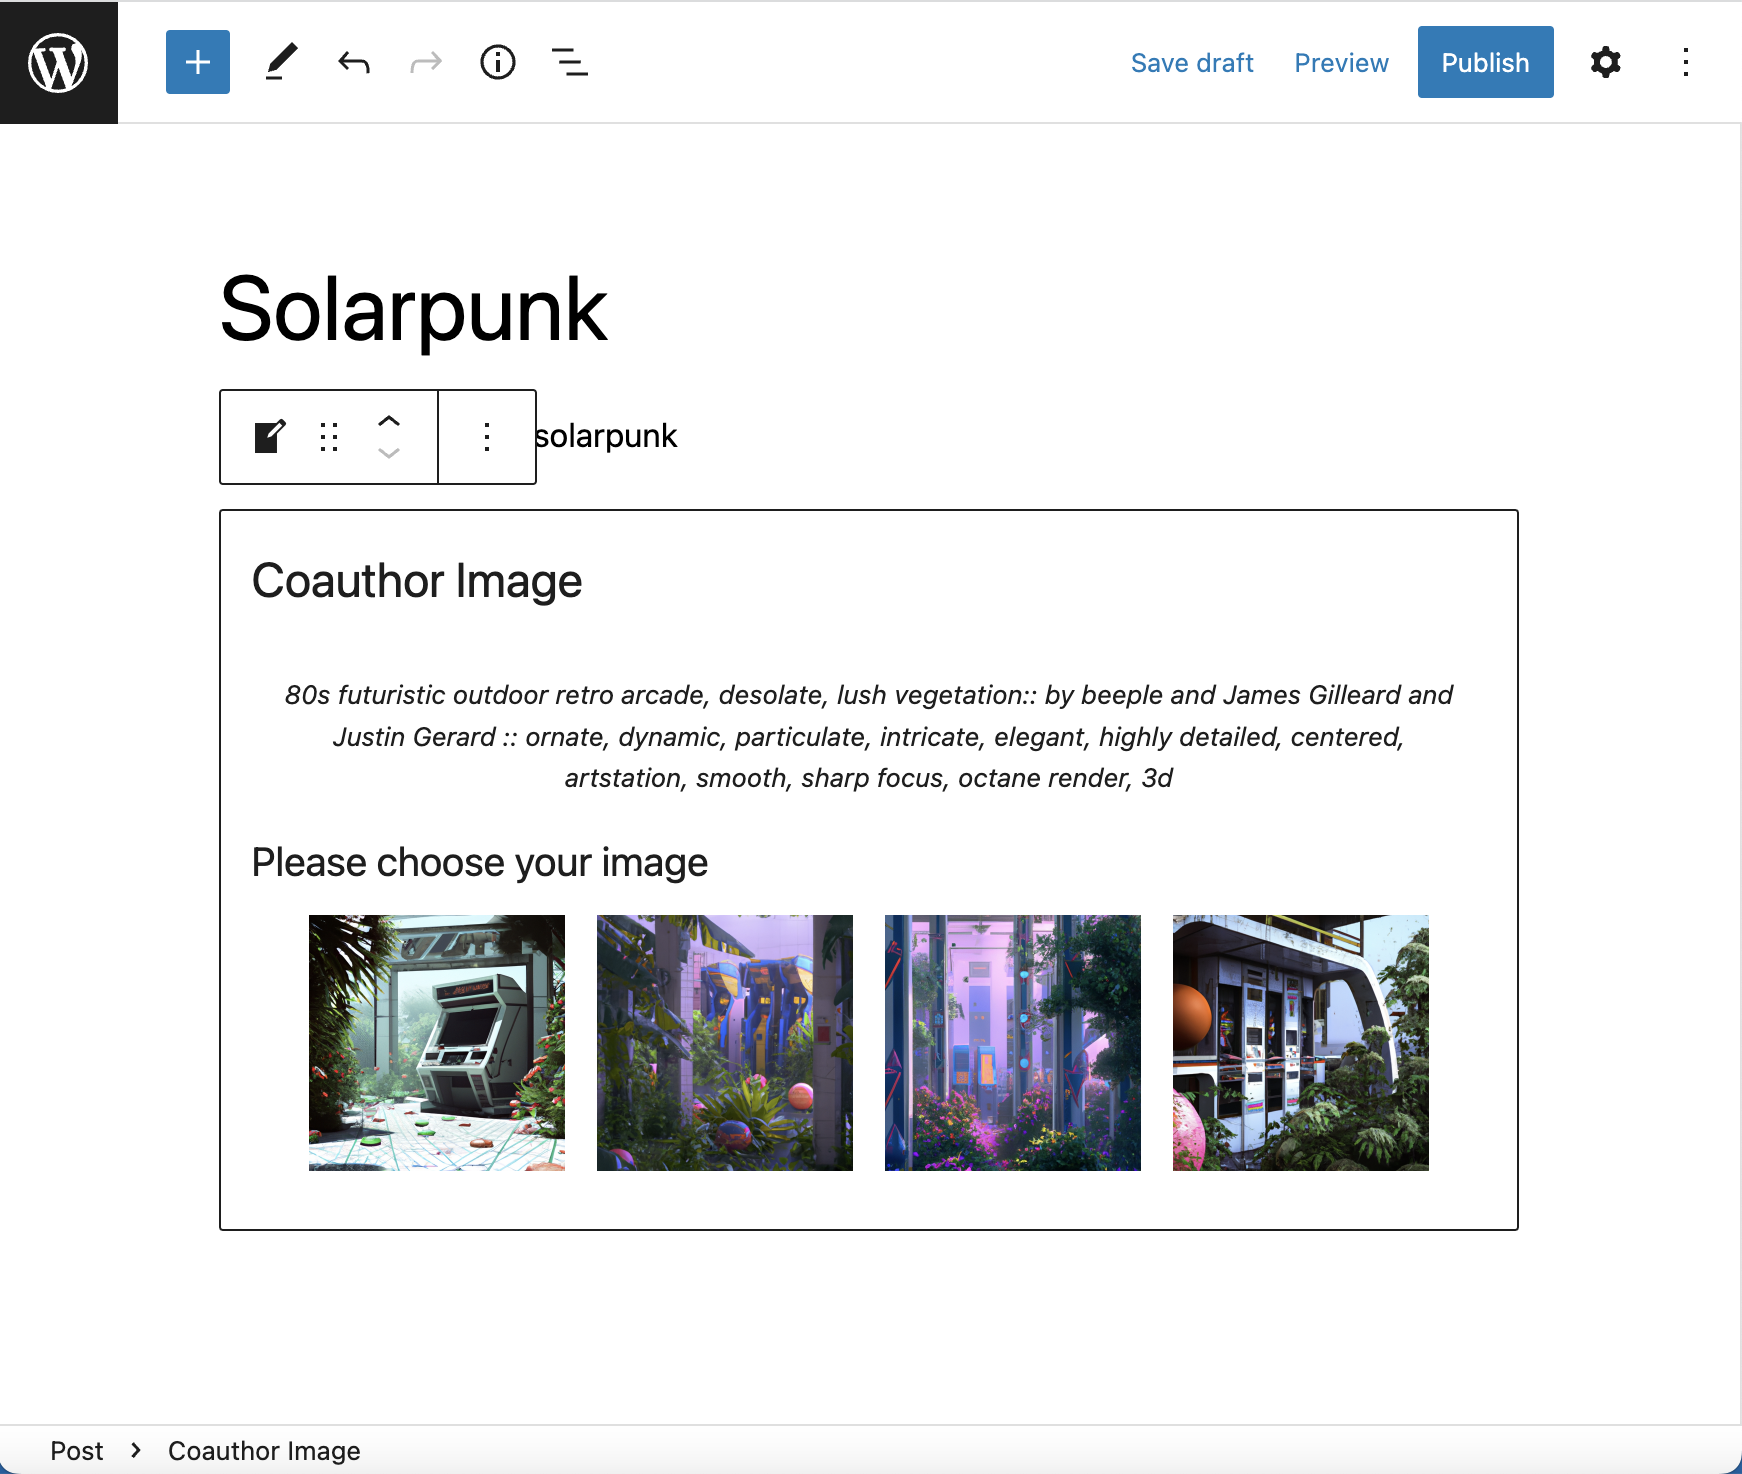 Save draft Preview Publish
Solarpunk
solarpunk
Coauthor Image
80s futuristic outdoor retro arcade, desolate, lush vegetation:: by beeple and James Gilleard and
Justin Gerard :: ornate, dynamic, particulate, intricate, elegant, highly detailed, centered,
artstation, smooth, sharp focus, octane render, 3d
Please choose your image
Post > Coauthor Image